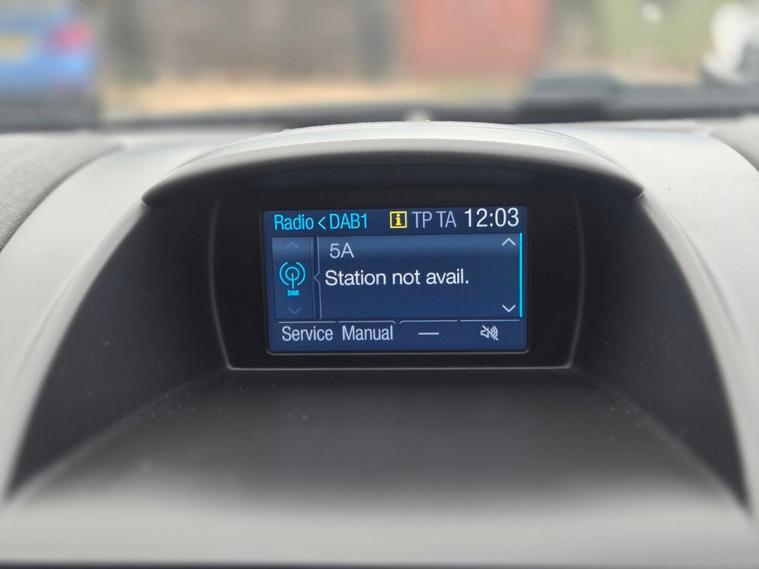 Radio < DAB1 i TP TA 12:03
5A
DAB
Station not avail.
Service Manual —